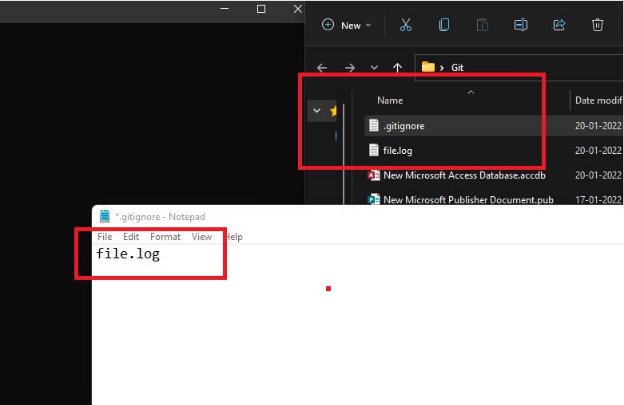 New
Git
Name
Date modif
.gitignore
20-01-2022
file.log
20-01-2022
New Microsoft Access Database.accdb
20-01-2022
New Microsoft Publisher Document.pub
17-01-2022
*.gitignore - Notepad
File Edit Format View Help
file.log